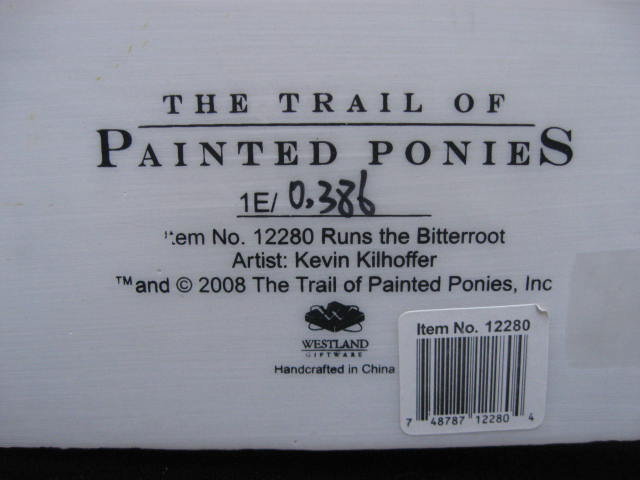 THE TRAIL OF
PAINTED PONIES
1E/ 0,386
Item No. 12280 Runs the Bitterroot
Artist: Kevin Kilhoffer
™and © 2008 The Trail of Painted Ponies, Inc
WESTLAND
GIFTWARE
Handcrafted in China
Item No. 12280
7 48787 12280 4